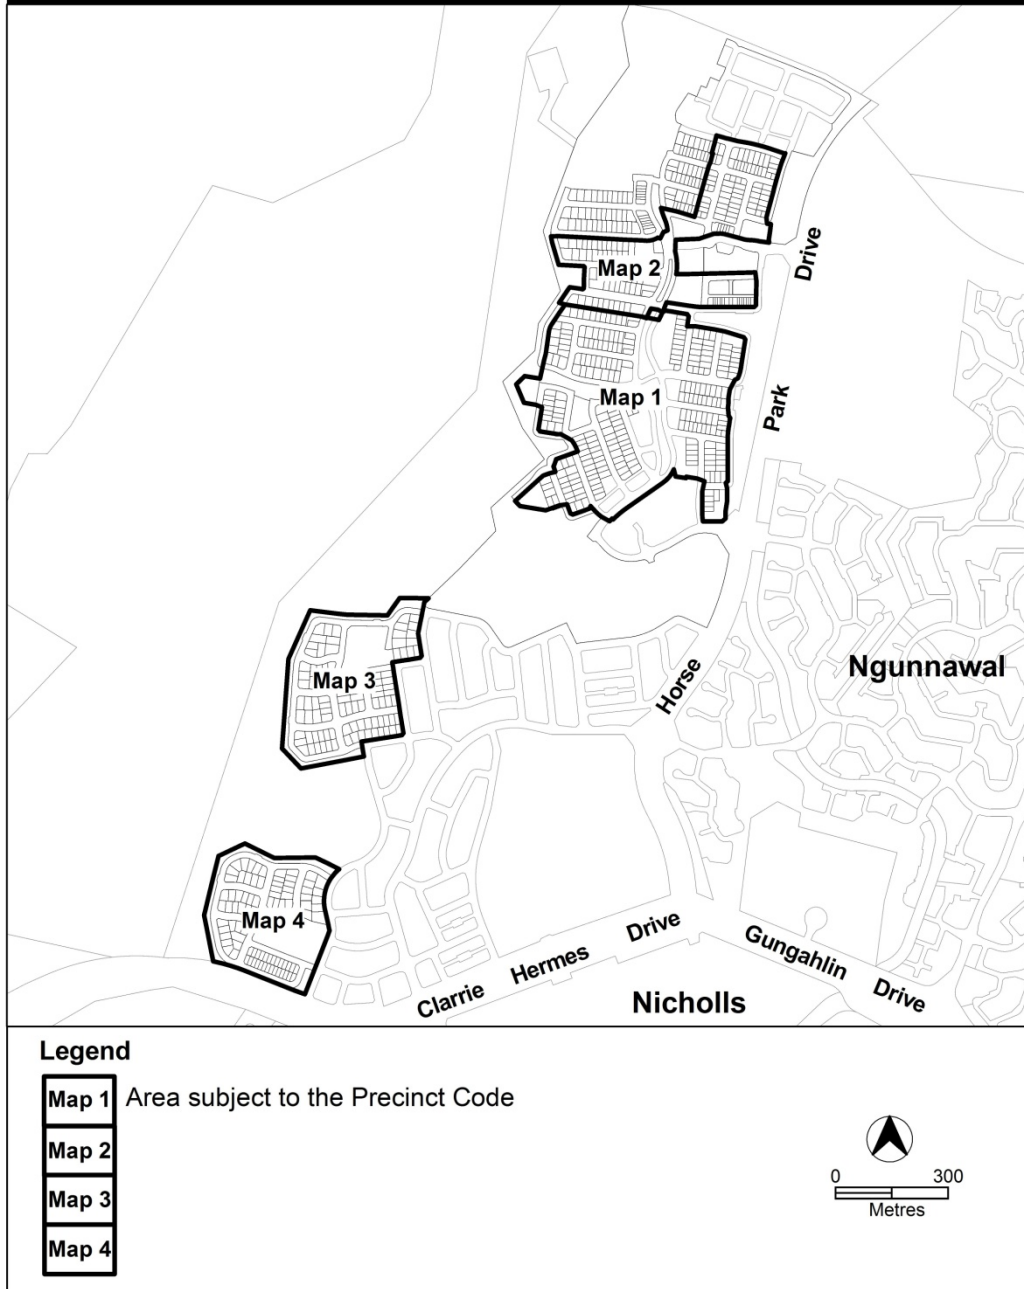 Map 2
Drive
Map 1
Park
Map 3
Horse
Ngunnawal
Map 4
Clarrie Hermes Drive
Gungahlin Drive
Nicholls
Legend
Map 1 Area subject to the Precinct Code
Map 2
Map 3
Map 4
0 300
Metres